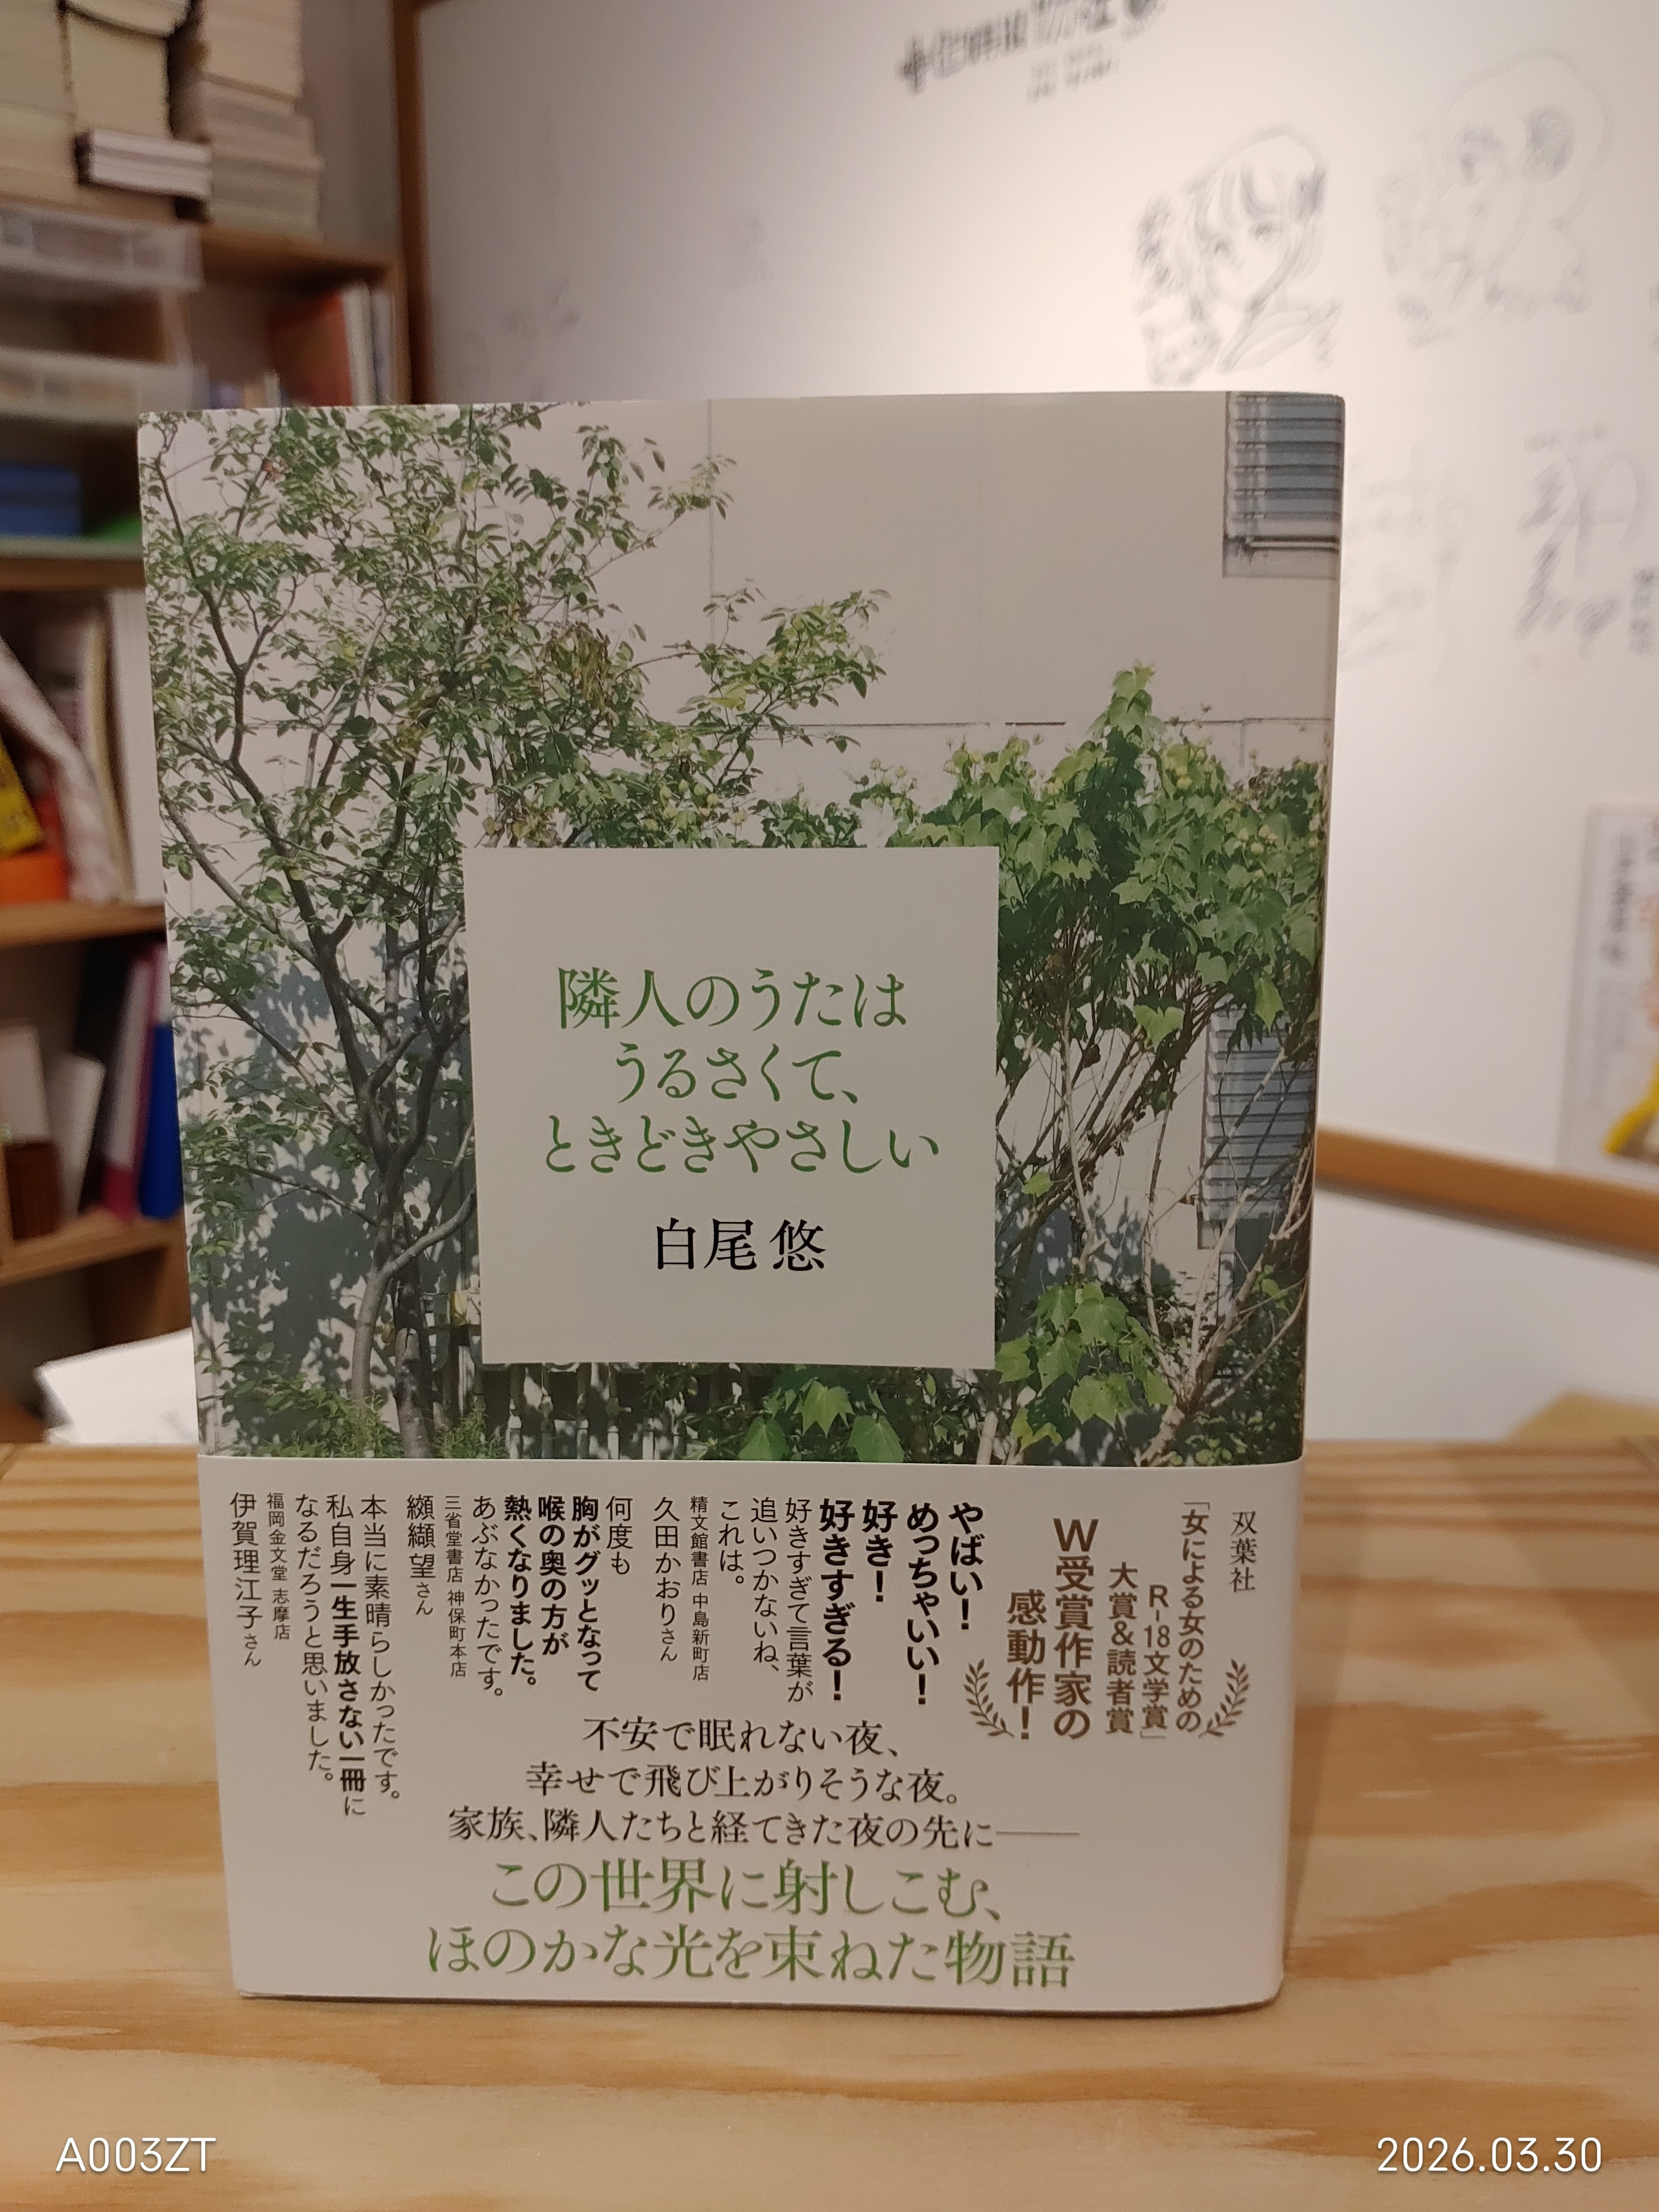 隣人のうたは
うるさくて、
ときどきやさしい
白尾 悠
双葉社
「女による女のための
R-18文学賞」
大賞&読者賞
W受賞作家の
感動作！
やばい！
めっちゃいい！
好き！
好きすぎる！
好きすぎて言葉が
追いつかないね、
これは。
精文館書店 中島新町店
久田かおりさん
何度も
胸がグッとなって
喉の奥の方が
熱くなりました。
あぶなかったです。
三省堂書店 神保町本店
纐纈 望さん
本当に素晴らしかったです。
私自身一生手放さない一冊に
なるだろうと思いました。
福岡金文堂 志摩店
伊賀理江子さん
不安で眠れない夜、
幸せで飛び上がりそうな夜。
家族、隣人たちと経てきた夜の先に――
この世界に射しこむ、
ほのかな光を束ねた物語
A003ZT
2026.03.30